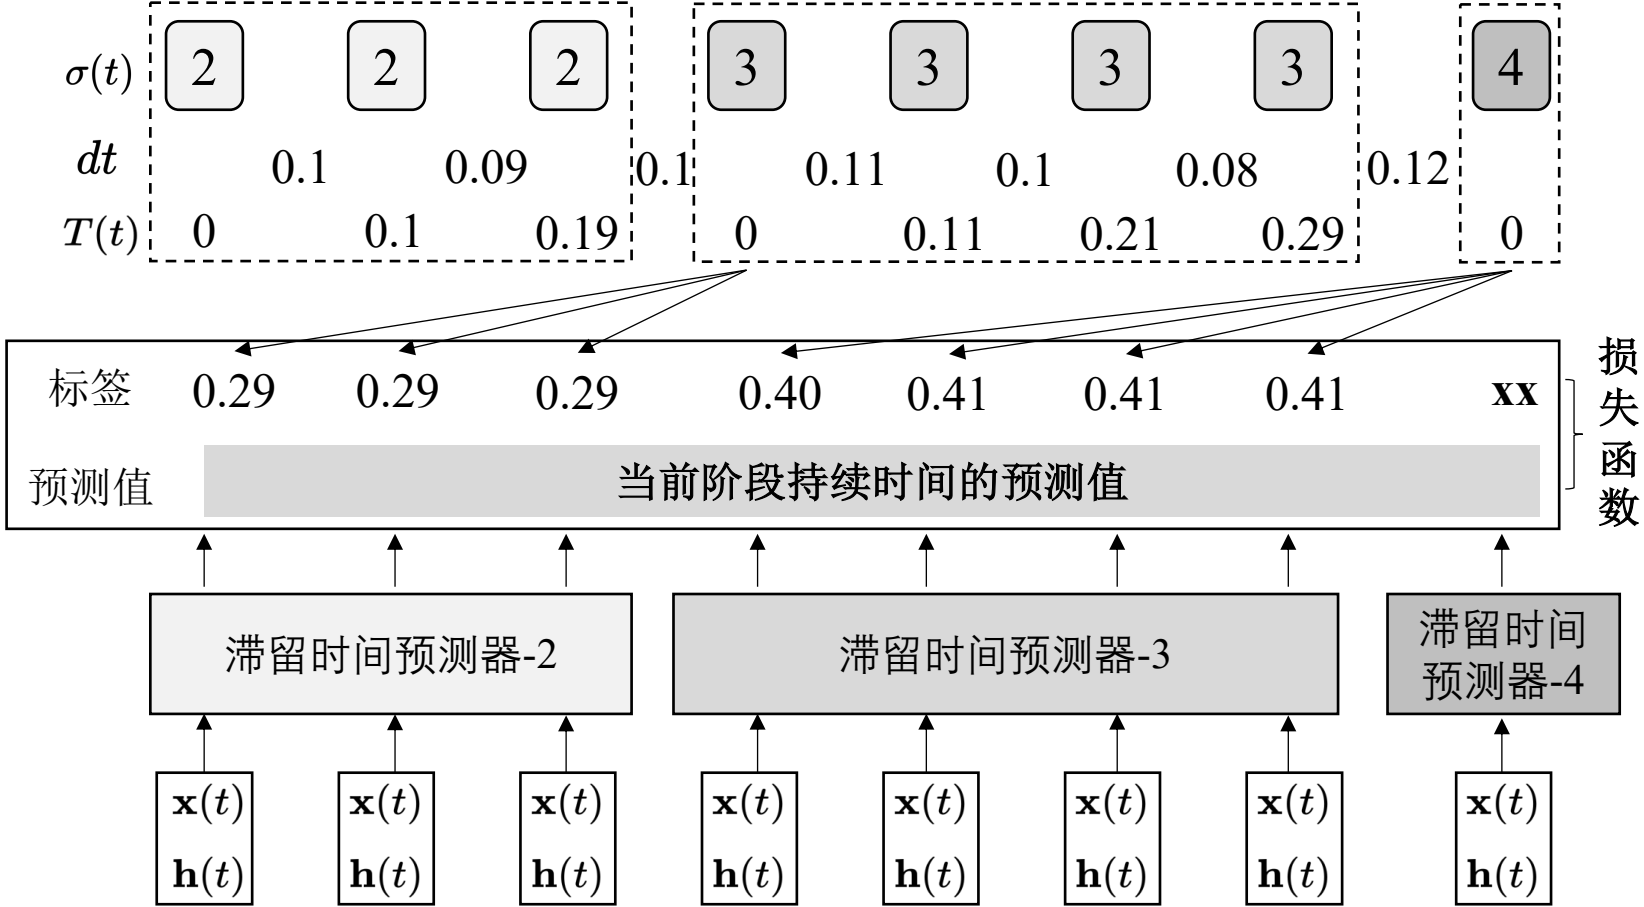 σ(t) 2 2 2 3 3 3 3 4
dt 0.1 0.09 0.1 0.11 0.1 0.08 0.12
T(t) 0 0.1 0.19 0 0.11 0.21 0.29 0
标签 0.29 0.29 0.29 0.40 0.41 0.41 0.41 xx
预测值 当前阶段持续时间的预测值
损失函数
滞留时间预测器-2 滞留时间预测器-3
滞留时间
预测器-4
x(t) x(t) x(t) x(t) x(t) x(t) x(t) x(t)
h(t) h(t) h(t) h(t) h(t) h(t) h(t) h(t)